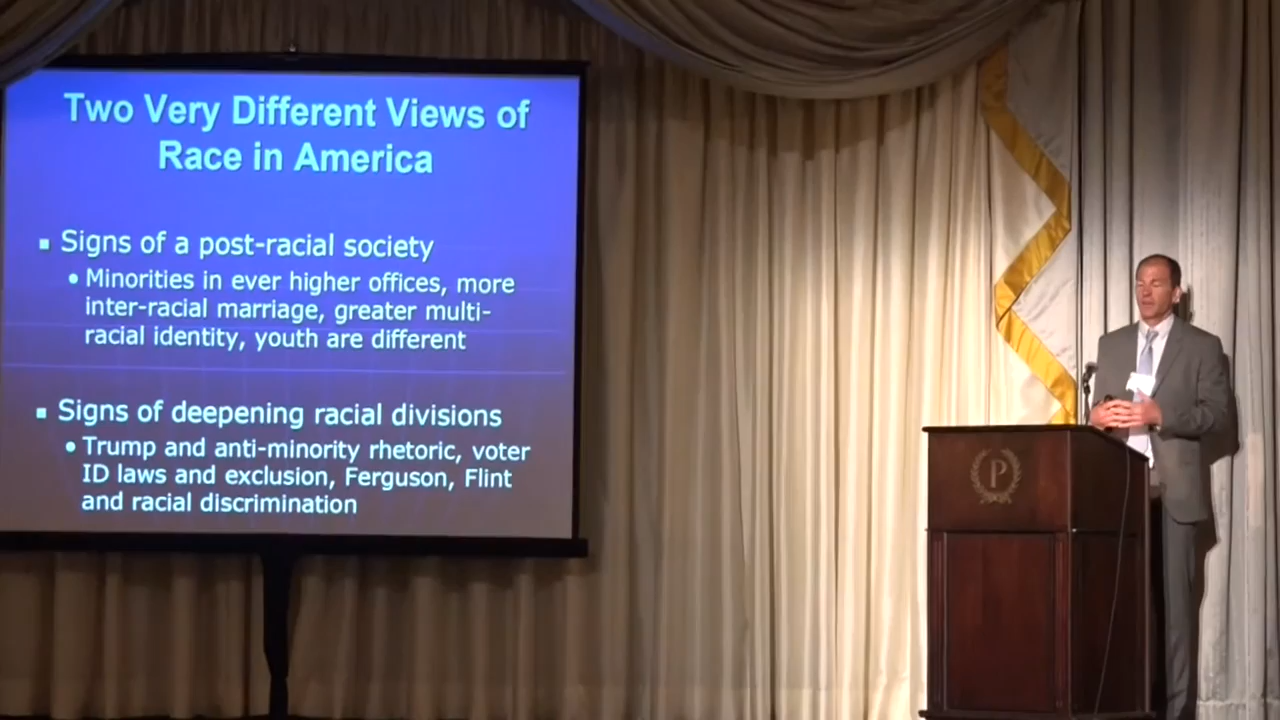 Two Very Different Views of
Race in America
Signs of a post-racial society
Minorities in ever higher offices, more
inter-racial marriage, greater multi-
racial identity, youth are different
Signs of deepening racial divisions
Trump and anti-minority rhetoric, voter
ID laws and exclusion, Ferguson, Flint
and racial discrimination
P